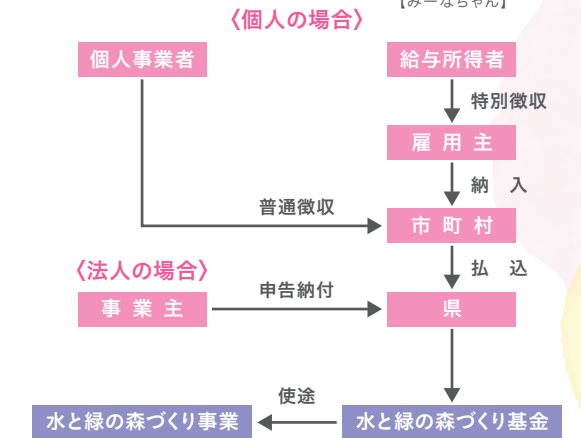 【みーなちゃん】
〈個人の場合〉
個人事業者
給与所得者
特別徴収
雇用主
納 入
普通徴収
市町村
払 込
〈法人の場合〉
事業主
申告納付
県
使途
水と緑の森づくり事業
水と緑の森づくり基金